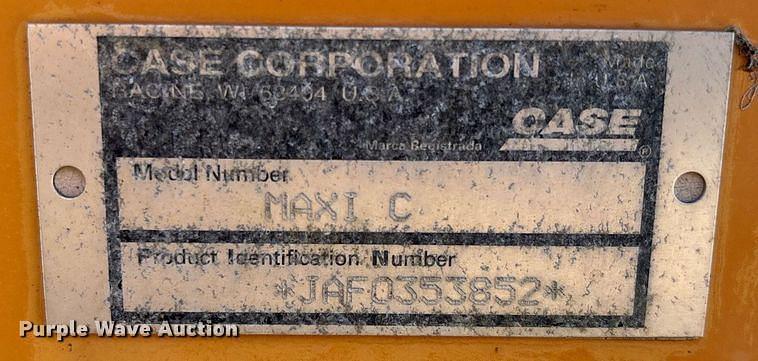 CASE CORPORATION
Made in U.S.A.
RACINE, WI 53404 U.S.A.
CASE
Marca Registrada
®
Model Number
MAXI C
Product Identification Number
*JAF0353852*
Purple Wave Auction